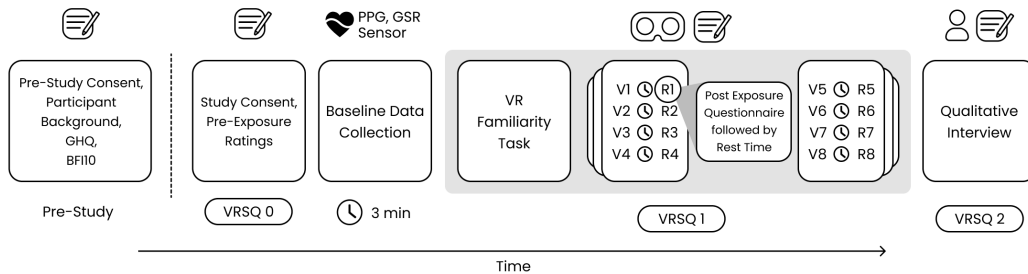 PPG, GSR
Sensor
Pre-Study Consent,
Participant
Background,
GHQ,
BFI10
Study Consent,
Pre-Exposure
Ratings
Baseline Data
Collection
VR
Familiarity
Task
V1 R1
V2 R2
V3 R3
V4 R4
Post Exposure
Questionnaire
followed by
Rest Time
V5 R5
V6 R6
V7 R7
V8 R8
Qualitative
Interview
Pre-Study
VRSQ 0
3 min
VRSQ 1
VRSQ 2
Time